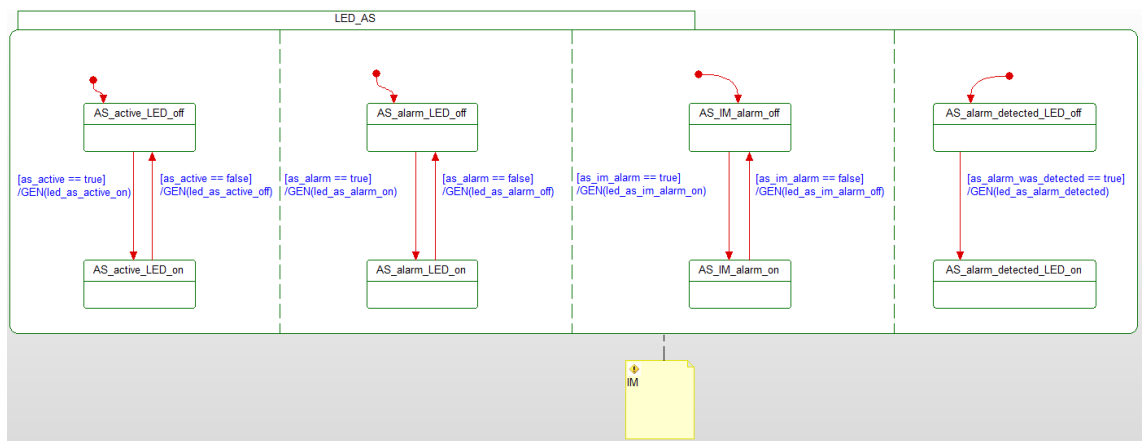 LED_AS
AS_active_LED_off
[as_active == true]
/GEN(led_as_active_on)
[as_active == false]
/GEN(led_as_active_off)
AS_active_LED_on
AS_alarm_LED_off
[as_alarm == true]
/GEN(led_as_alarm_on)
[as_alarm == false]
/GEN(led_as_alarm_off)
AS_alarm_LED_on
AS_IM_alarm_off
[as_im_alarm == true]
/GEN(led_as_im_alarm_on)
[as_im_alarm == false]
/GEN(led_as_im_alarm_off)
AS_IM_alarm_on
AS_alarm_detected_LED_off
[as_alarm_was_detected == true]
/GEN(led_as_alarm_detected)
AS_alarm_detected_LED_on
IM